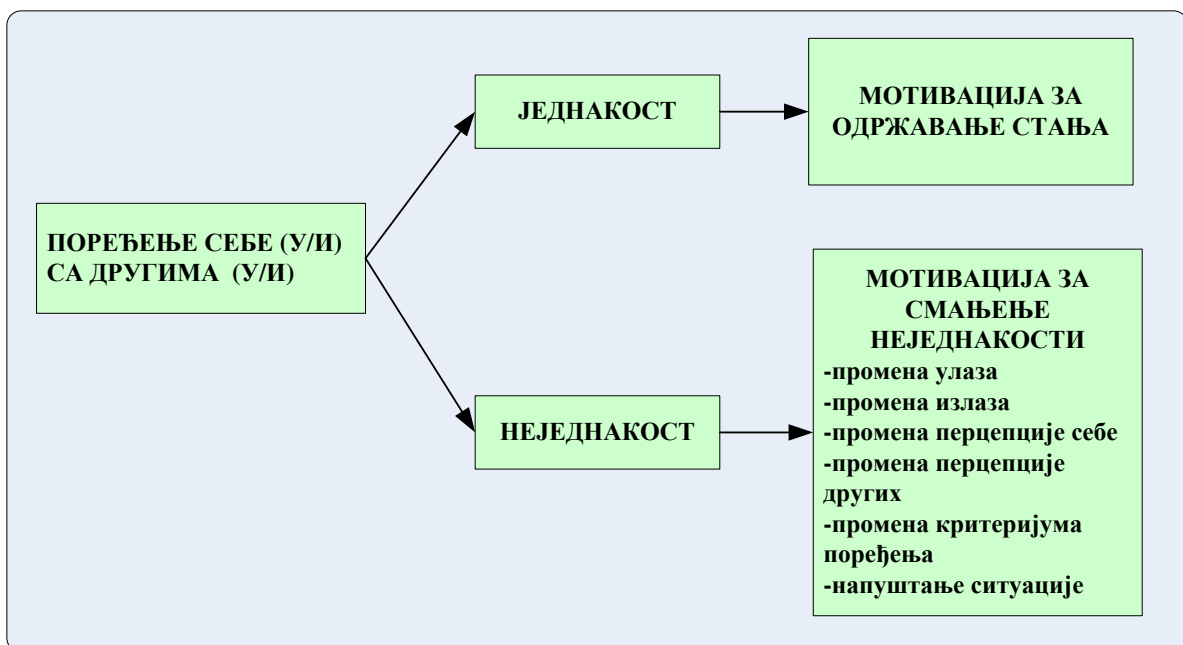 ПОРЕЂЕЊЕ СЕБЕ (У/И)
СА ДРУГИМА (У/И)
ЈЕДНАКОСТ
МОТИВАЦИЈА ЗА
ОДРЖАВАЊЕ СТАЊА
НЕЈЕДНАКОСТ
МОТИВАЦИЈА ЗА
СМАЊЕЊЕ
НЕЈЕДНАКОСТИ
-промена улаза
-промена излаза
-промена перцепције себе
-промена перцепције
других
-промена критеријума
поређења
-напуштање ситуације